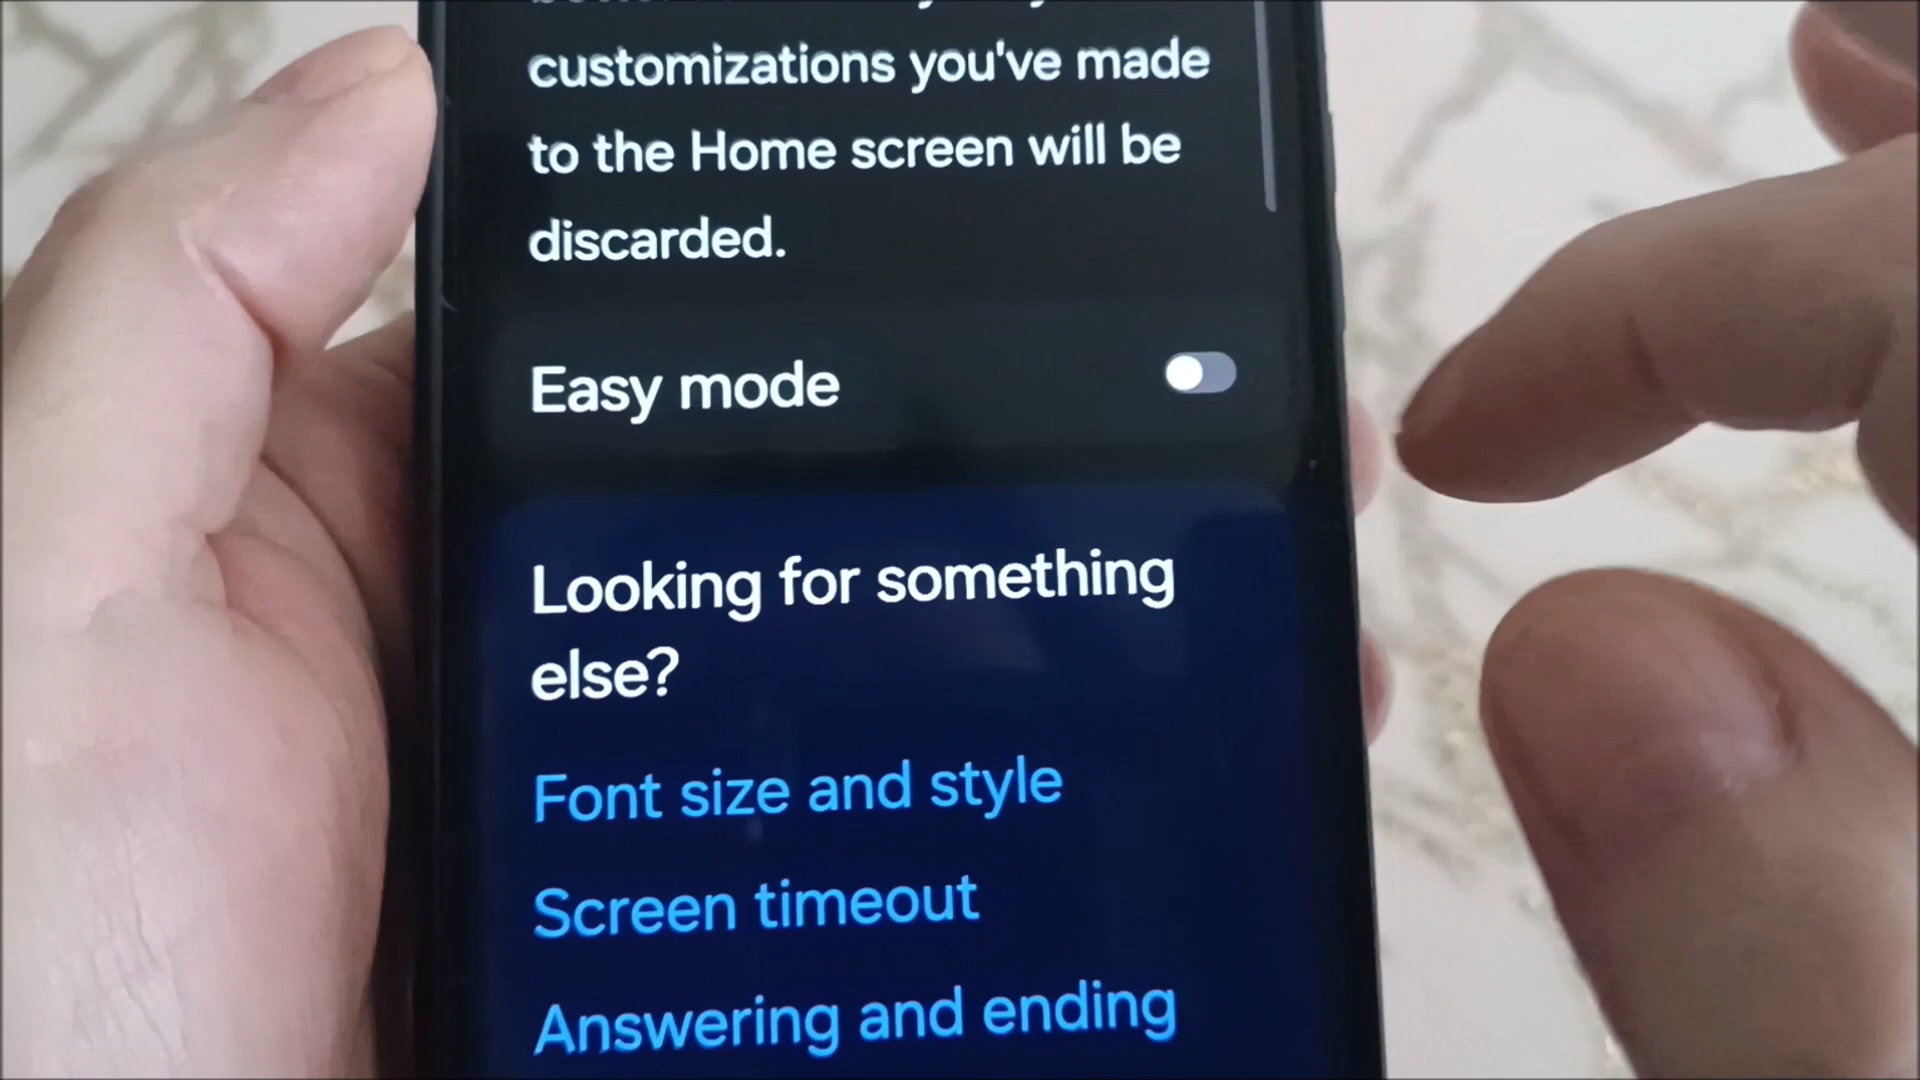 customizations you've made
to the Home screen will be
discarded.
Easy mode
Looking for something
else?
Font size and style
Screen timeout
Answering and ending